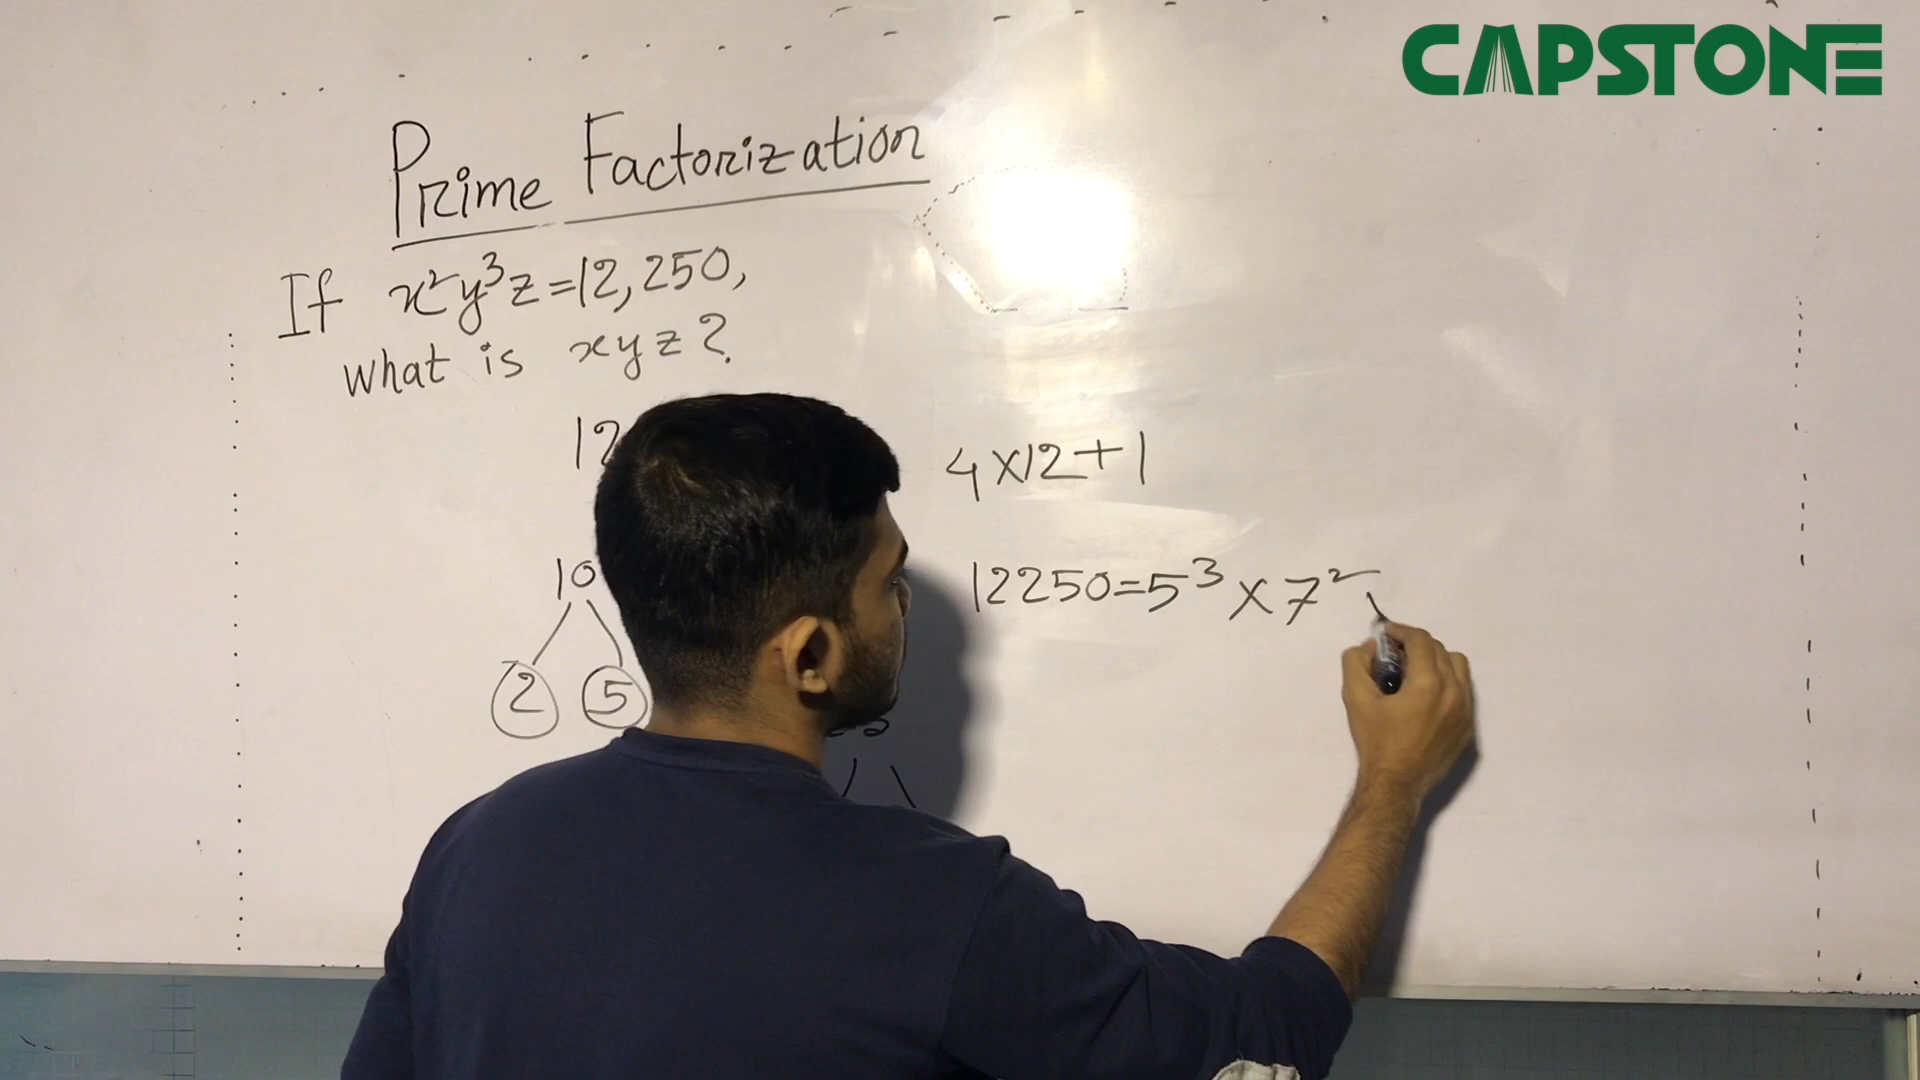 CAPSTONE
Prime Factorization
If x²y³z=12,250,
what is xyz?
12
4×12+1
10
12250=5³×7²
2 5